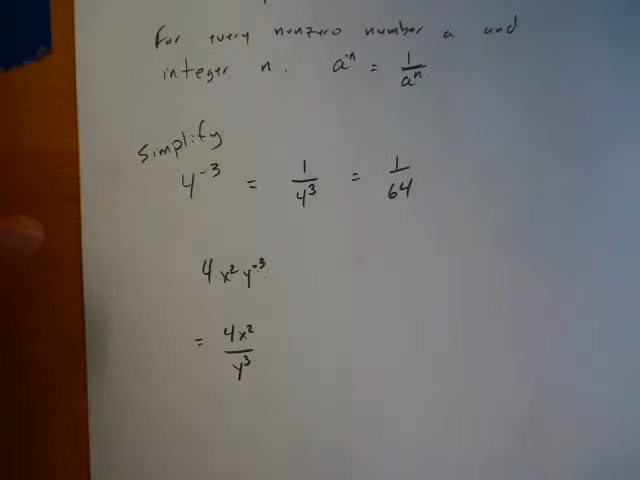 For every nonzero number a and
integer n. a⁻ⁿ = 1/aⁿ
Simplify
4⁻³ = 1/4³ = 1/64
4x²y⁻³
= 4x²/y³